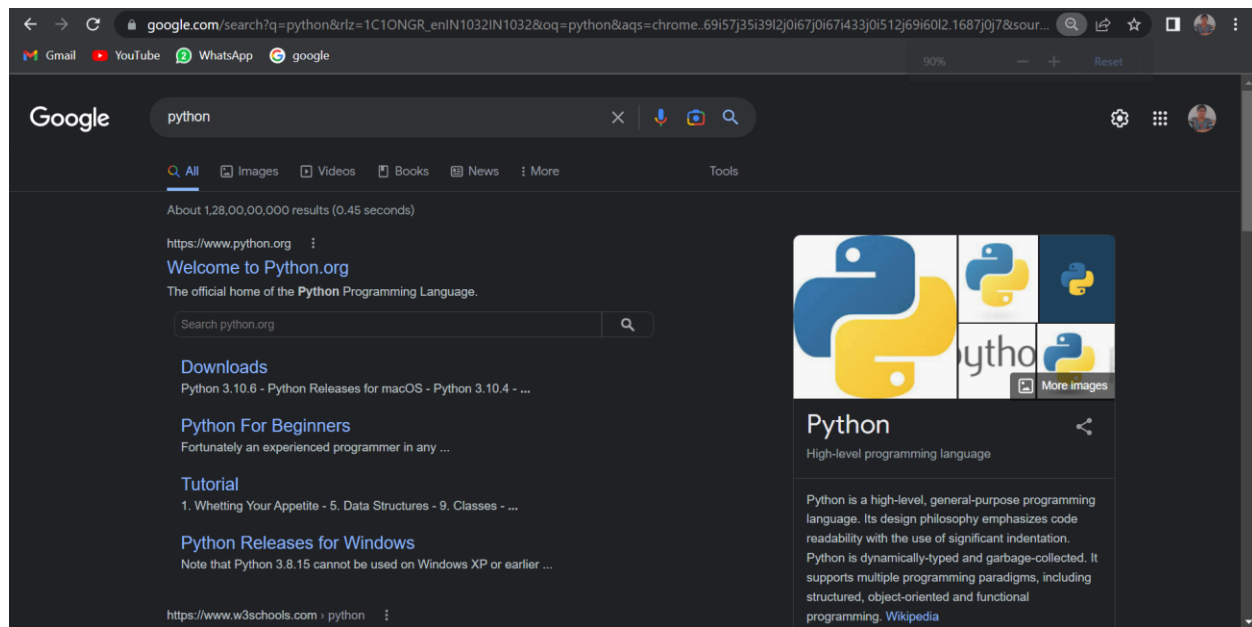 google.com/search?q=python&rlz=1C1ONGR_enIN1032IN1032&oq=python&aqs=chrome..69i57j35i39l2j0i67j0i67i433j0i512j69i60l2.1687j0j7&sour...
Gmail YouTube WhatsApp google
90% Reset
Google python
All Images Videos Books News More Tools
About 1,28,00,00,000 results (0.45 seconds)
https://www.python.org
Welcome to Python.org
The official home of the Python Programming Language.
Search python.org
Downloads
Python 3.10.6 - Python Releases for macOS - Python 3.10.4 - ...
Python For Beginners
Fortunately an experienced programmer in any ...
Tutorial
1. Whetting Your Appetite - 5. Data Structures - 9. Classes - ...
Python Releases for Windows
Note that Python 3.8.15 cannot be used on Windows XP or earlier ...
https://www.w3schools.com › python
ytho
More images
Python
High-level programming language
Python is a high-level, general-purpose programming
language. Its design philosophy emphasizes code
readability with the use of significant indentation.
Python is dynamically-typed and garbage-collected. It
supports multiple programming paradigms, including
structured, object-oriented and functional
programming. Wikipedia